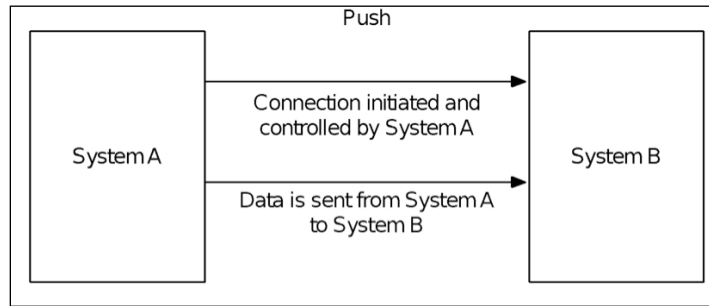 Push
Connection initiated and
controlled by System A
System A
System B
Data is sent from System A
to System B